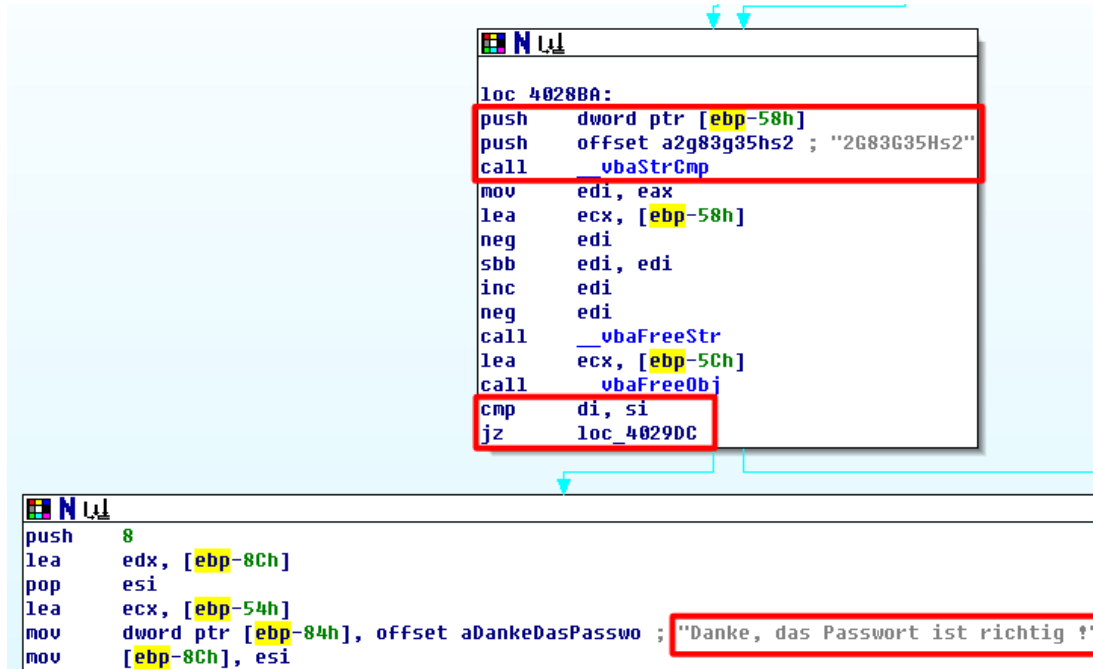 loc_4028BA:
push dword ptr [ebp-58h]
push offset a2g83g35hs2 ; "2G83G35Hs2"
call __vbaStrCmp
mov edi, eax
lea ecx, [ebp-58h]
neg edi
sbb edi, edi
inc edi
neg edi
call __vbaFreeStr
lea ecx, [ebp-5Ch]
call __vbaFreeObj
cmp di, si
jz loc_4029DC
push 8
lea edx, [ebp-8Ch]
pop esi
lea ecx, [ebp-54h]
mov dword ptr [ebp-84h], offset aDankeDasPasswo ; "Danke, das Passwort ist richtig !"
mov [ebp-8Ch], esi